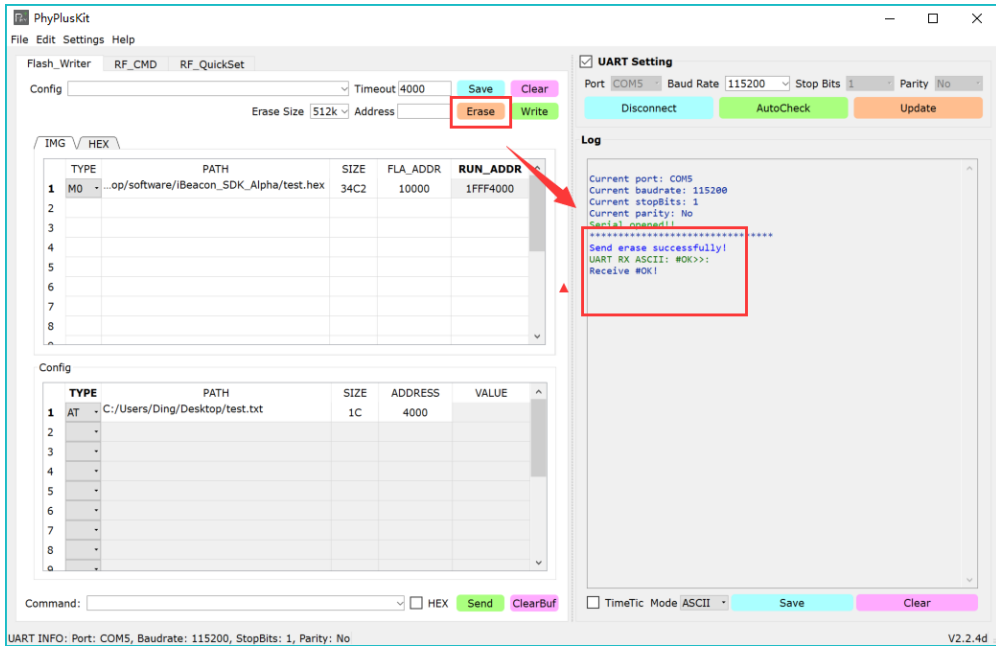 PhyPlusKit
File Edit Settings Help
Flash_Writer RF_CMD RF_QuickSet
Config Timeout 4000 Save Clear
Erase Size 512k Address Erase Write
IMG HEX
TYPE PATH SIZE FLA_ADDR RUN_ADDR
1 M0 ...op/software/iBeacon_SDK_Alpha/test.hex 34C2 10000 1FFF4000
2
3
4
5
6
7
8
Config
TYPE PATH SIZE ADDRESS VALUE
1 AT C:/Users/Ding/Desktop/test.txt 1C 4000
2
3
4
5
6
7
8
9
Command: HEX Send ClearBuf
UART INFO: Port: COM5, Baudrate: 115200, StopBits: 1, Parity: No
UART Setting
Port COM5 Baud Rate 115200 Stop Bits 1 Parity No
Disconnect AutoCheck Update
Log
Current port: COM5
Current baudrate: 115200
Current stopBits: 1
Current parity: No
Serial opened!!
********************************
Send erase successfully!
UART RX ASCII: #OK>>:
Receive #OK!
TimeTic Mode ASCII Save Clear
V2.2.4d